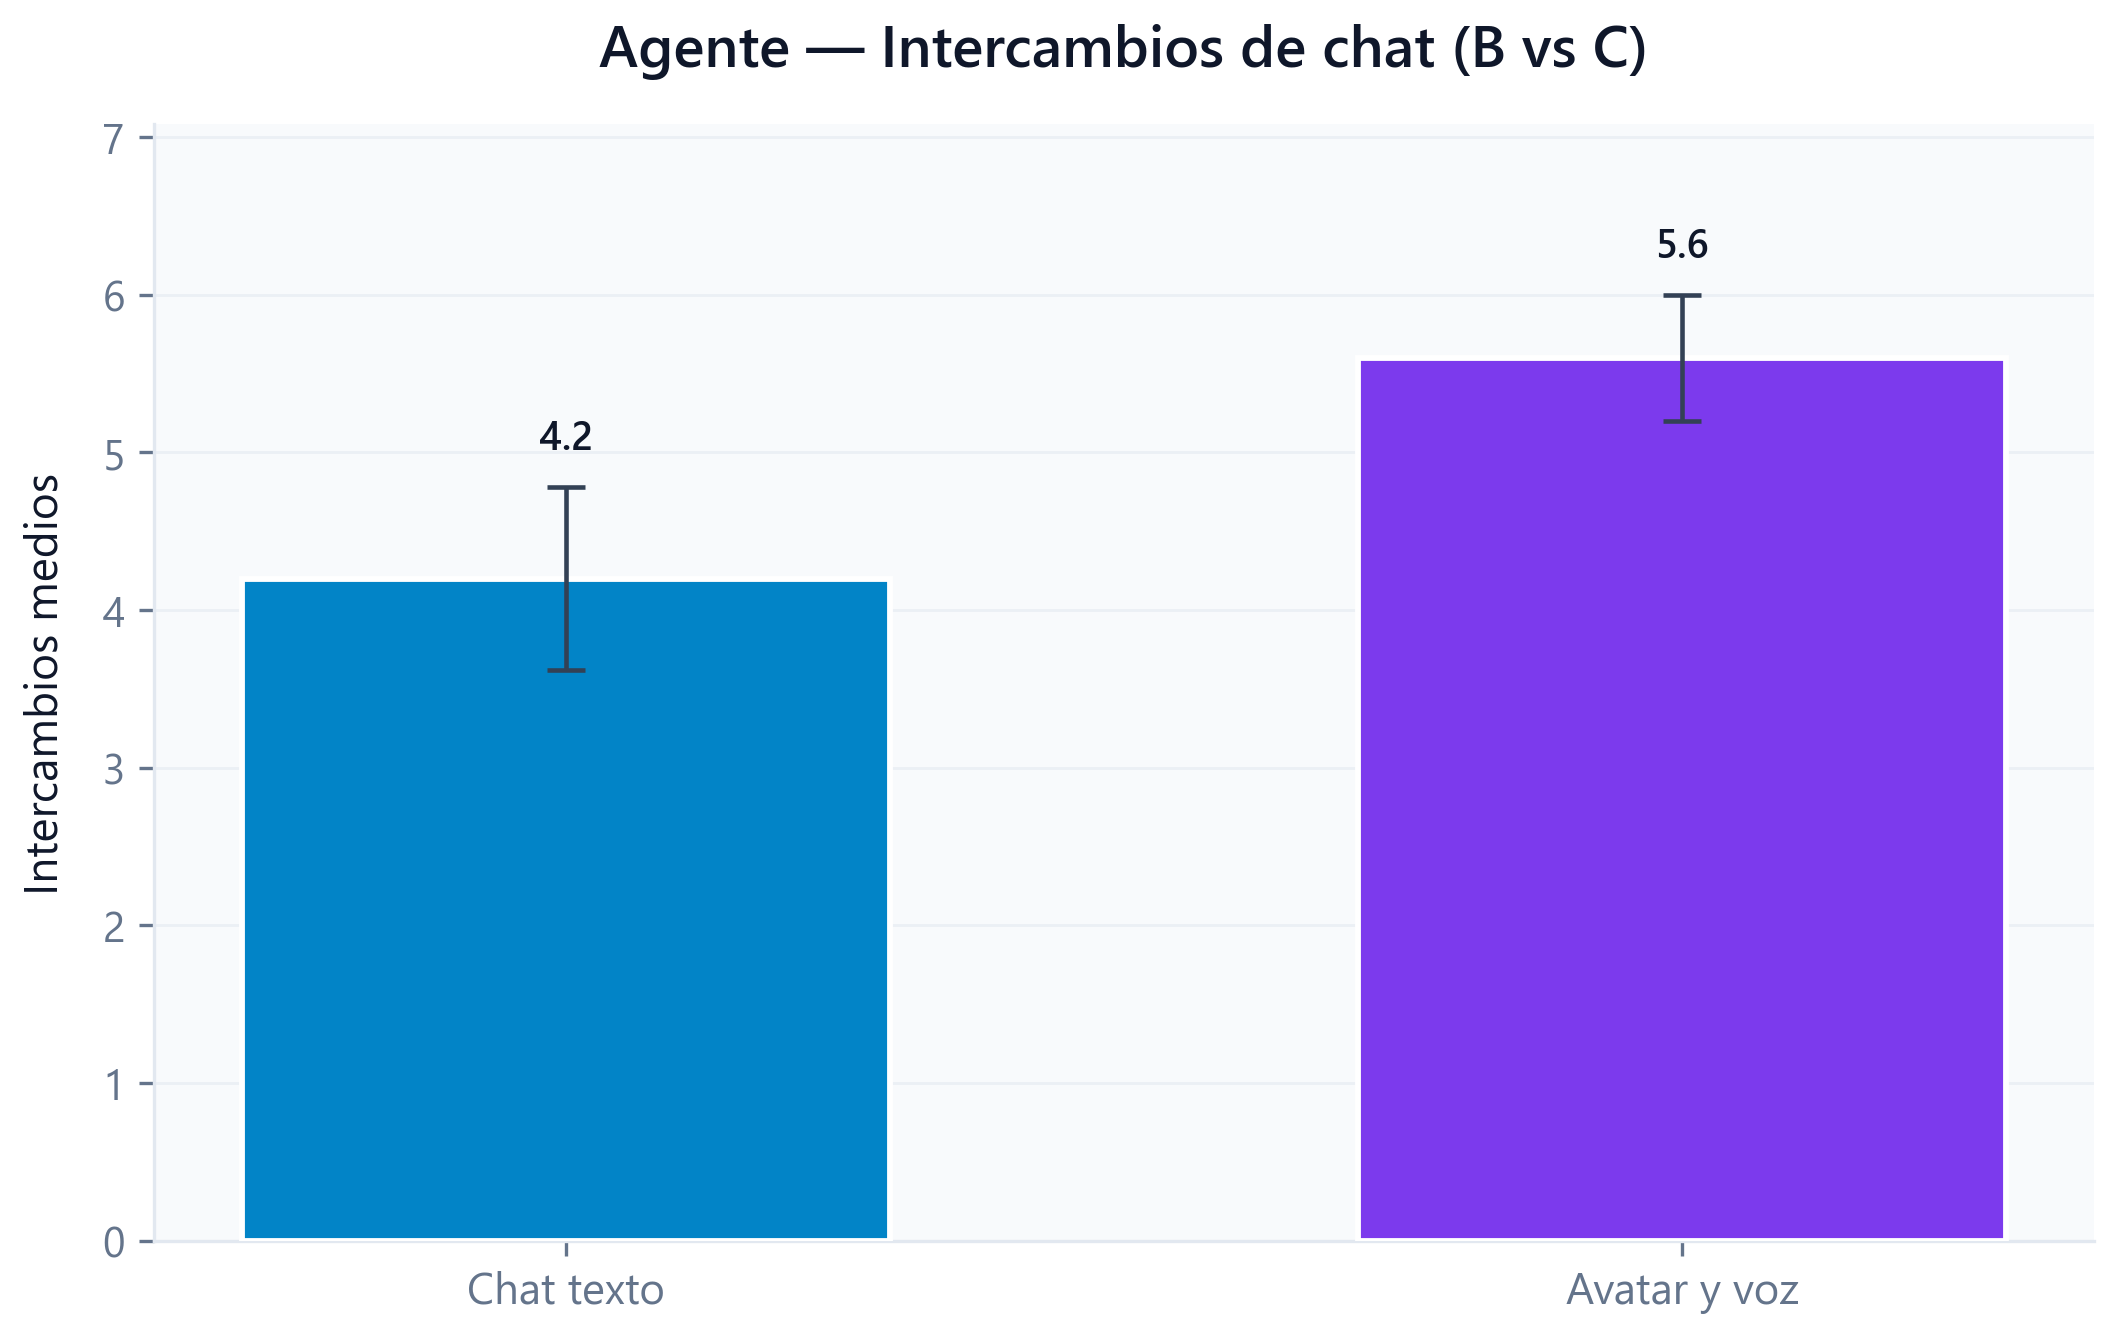 Agente — Intercambios de chat (B vs C)
Intercambios medios
7
6
5
4
3
2
1
0
4.2
5.6
Chat texto
Avatar y voz